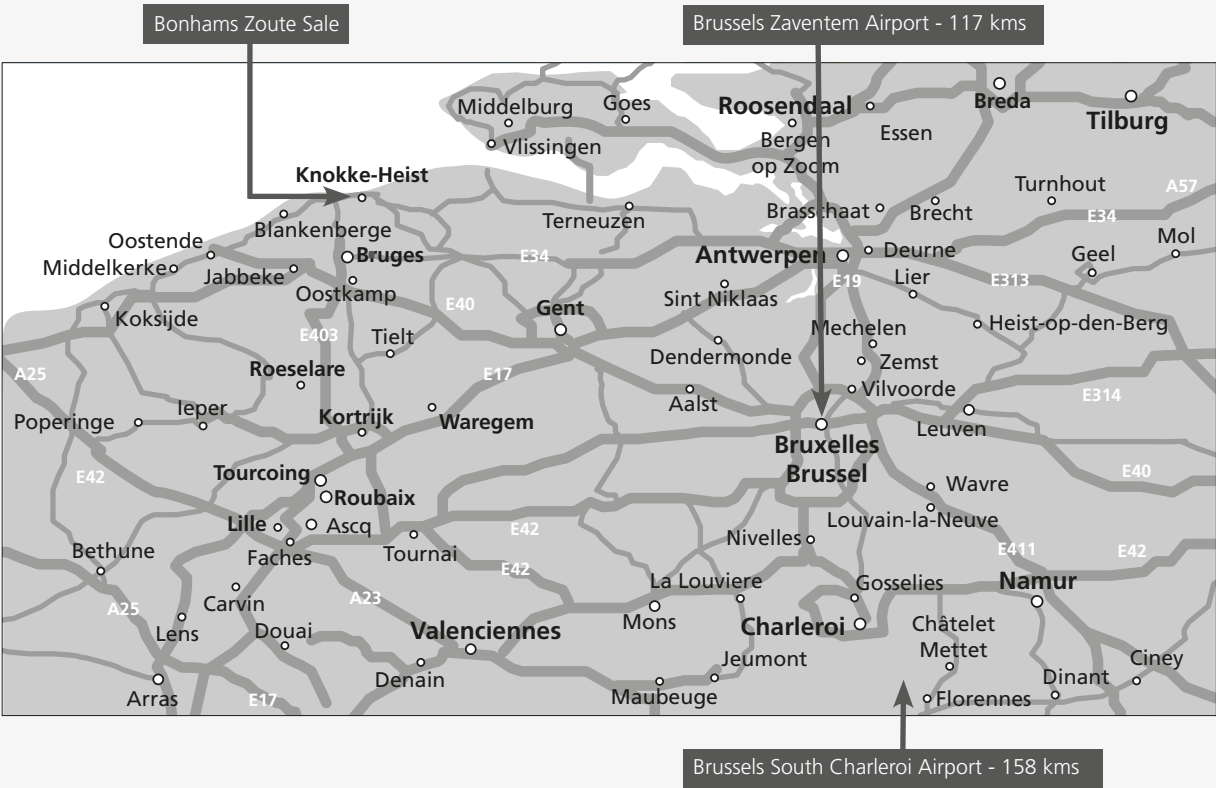 Bonhams Zoute Sale
Brussels Zaventem Airport - 117 kms
Middelburg
Goes
Roosendaal
Breda
Tilburg
Essen
Vlissingen
Bergen
op Zoom
Knokke-Heist
Turnhout
A57
Blankenberge
Terneuzen
Brasschaat
Brecht
E34
Oostende
Middelkerke
Jabbeke
Bruges
E34
Antwerpen
Deurne
Mol
Geel
Lier
E19
E313
Oostkamp
Sint Niklaas
E40
Gent
Koksijde
E403
Tielt
Mechelen
Heist-op-den-Berg
Dendermonde
Zemst
A25
Roeselare
E17
Vilvoorde
Aalst
E314
Poperinge
Ieper
Kortrijk
Waregem
Leuven
Bruxelles
Brussel
E42
Tourcoing
Roubaix
E40
Wavre
Lille
Ascq
E42
Louvain-la-Neuve
Bethune
Faches
Tournai
Nivelles
E411
E42
E42
A25
Carvin
A23
La Louviere
Gosselies
Namur
Lens
Douai
Valenciennes
Mons
Charleroi
Châtelet
Mettet
Jeumont
Ciney
Arras
E17
Denain
Maubeuge
Dinant
Florennes
Brussels South Charleroi Airport - 158 kms